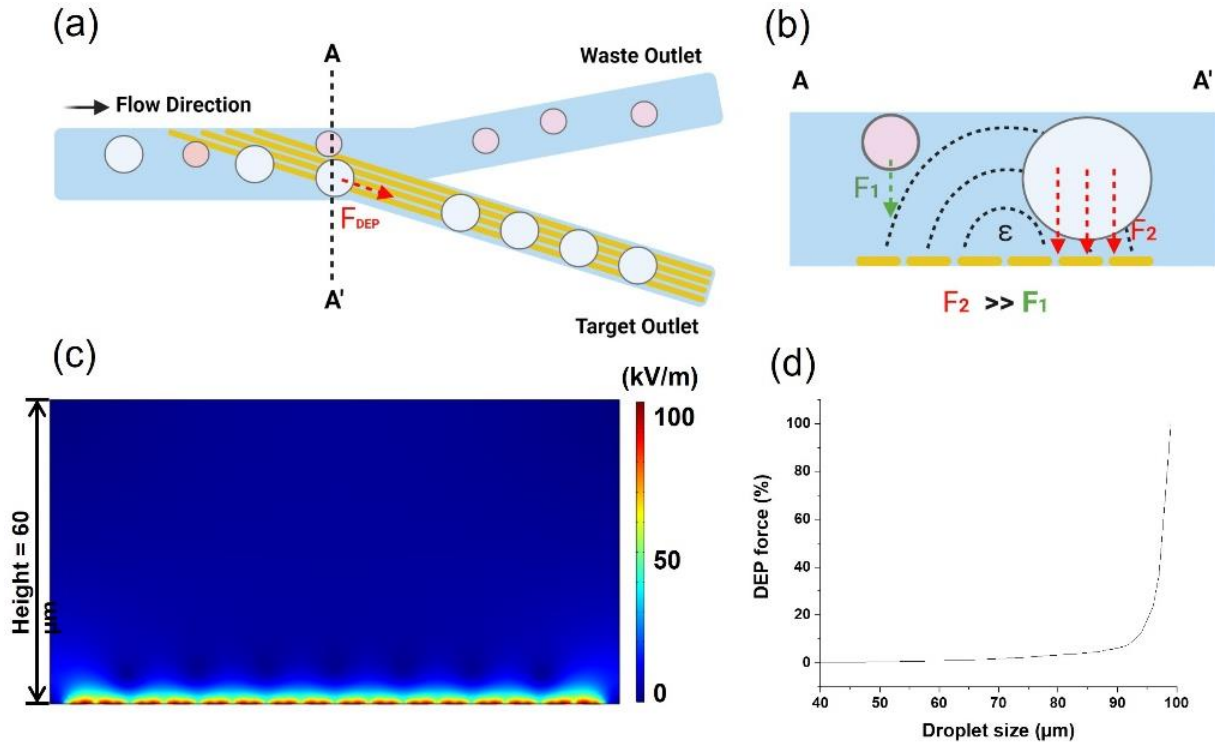 (a)
A
Waste Outlet
Flow Direction
F_DEP
A'
Target Outlet
(b)
A
A'
F₁
ε
F₂
F₂ >> F₁
(c)
(kV/m)
100
50
0
Height = 60
μm
(d)
DEP force (%)
100
80
60
40
20
0
40
50
60
70
80
90
100
Droplet size (μm)